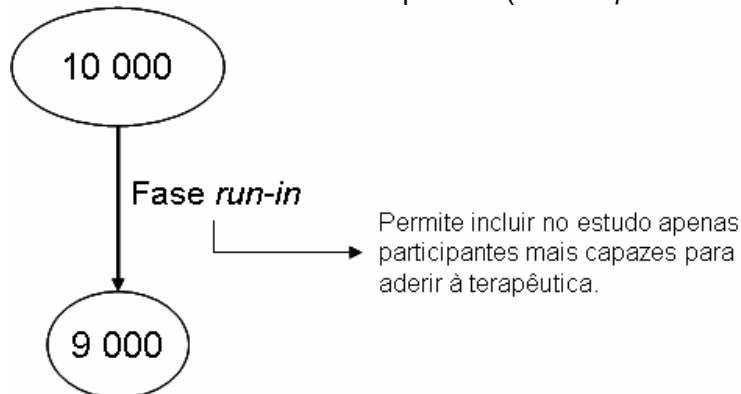 10 000
Fase run-in
Permite incluir no estudo apenas
participantes mais capazes para
aderir à terapêutica.
9 000